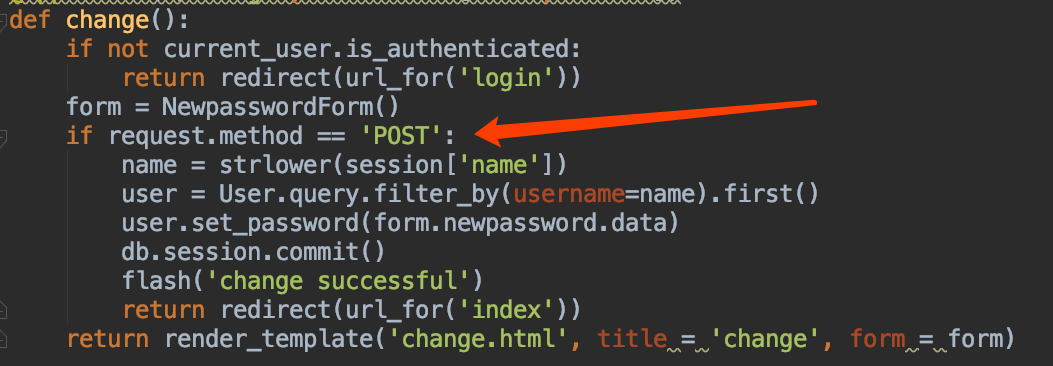 def change():
    if not current_user.is_authenticated:
        return redirect(url_for('login'))
    form = NewpasswordForm()
    if request.method == 'POST':
        name = strlower(session['name'])
        user = User.query.filter_by(username=name).first()
        user.set_password(form.newpassword.data)
        db.session.commit()
        flash('change successful')
        return redirect(url_for('index'))
    return render_template('change.html', title = 'change', form = form)